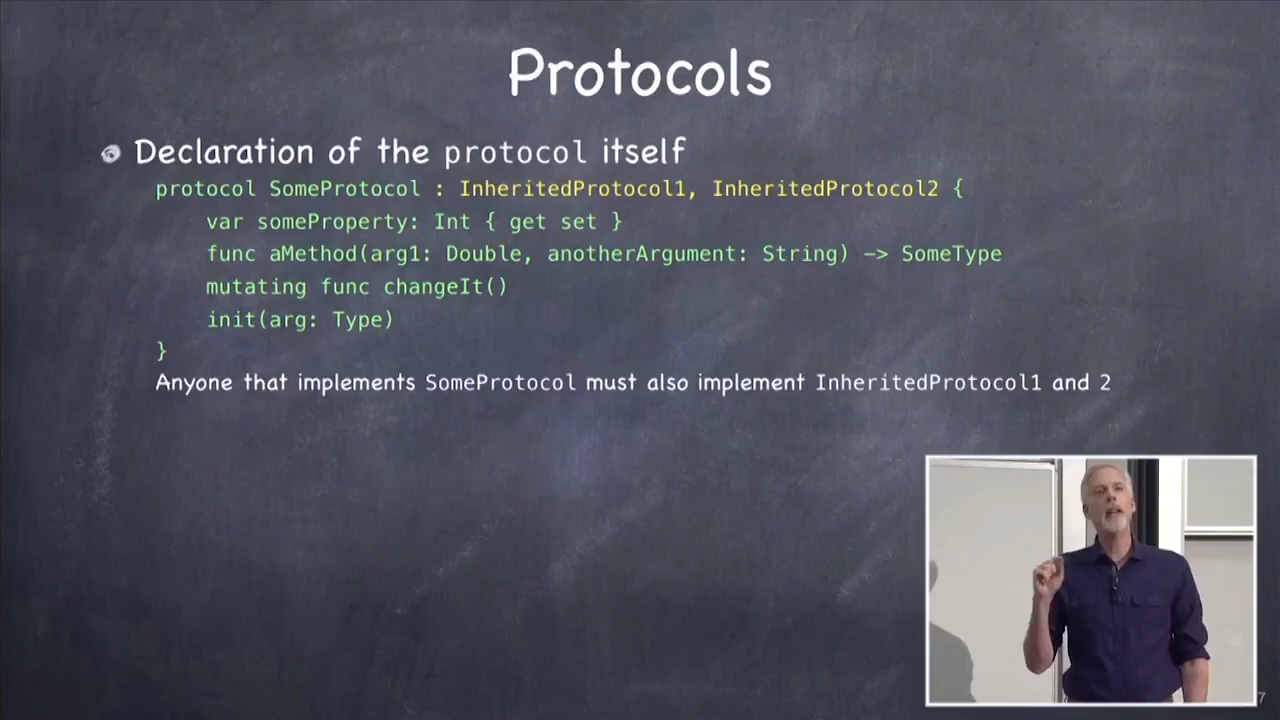 Protocols
Declaration of the protocol itself
protocol SomeProtocol : InheritedProtocol1, InheritedProtocol2 {
var someProperty: Int { get set }
func aMethod(arg1: Double, anotherArgument: String) -> SomeType
mutating func changeIt()
init(arg: Type)
}
Anyone that implements SomeProtocol must also implement InheritedProtocol1 and 2